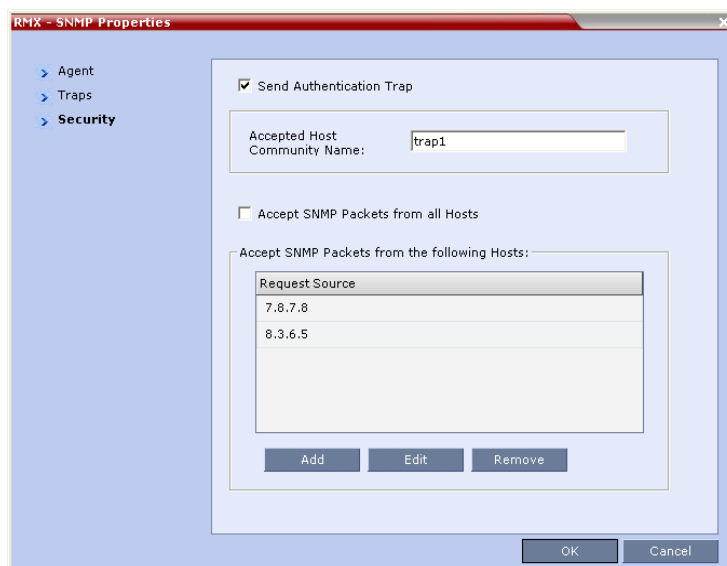 RMX - SNMP Properties
Agent
Traps
Security
Send Authentication Trap
Accepted Host
Community Name:
trap1
Accept SNMP Packets from all Hosts
Accept SNMP Packets from the following Hosts:
Request Source
7.8.7.8
8.3.6.5
Add
Edit
Remove
OK
Cancel